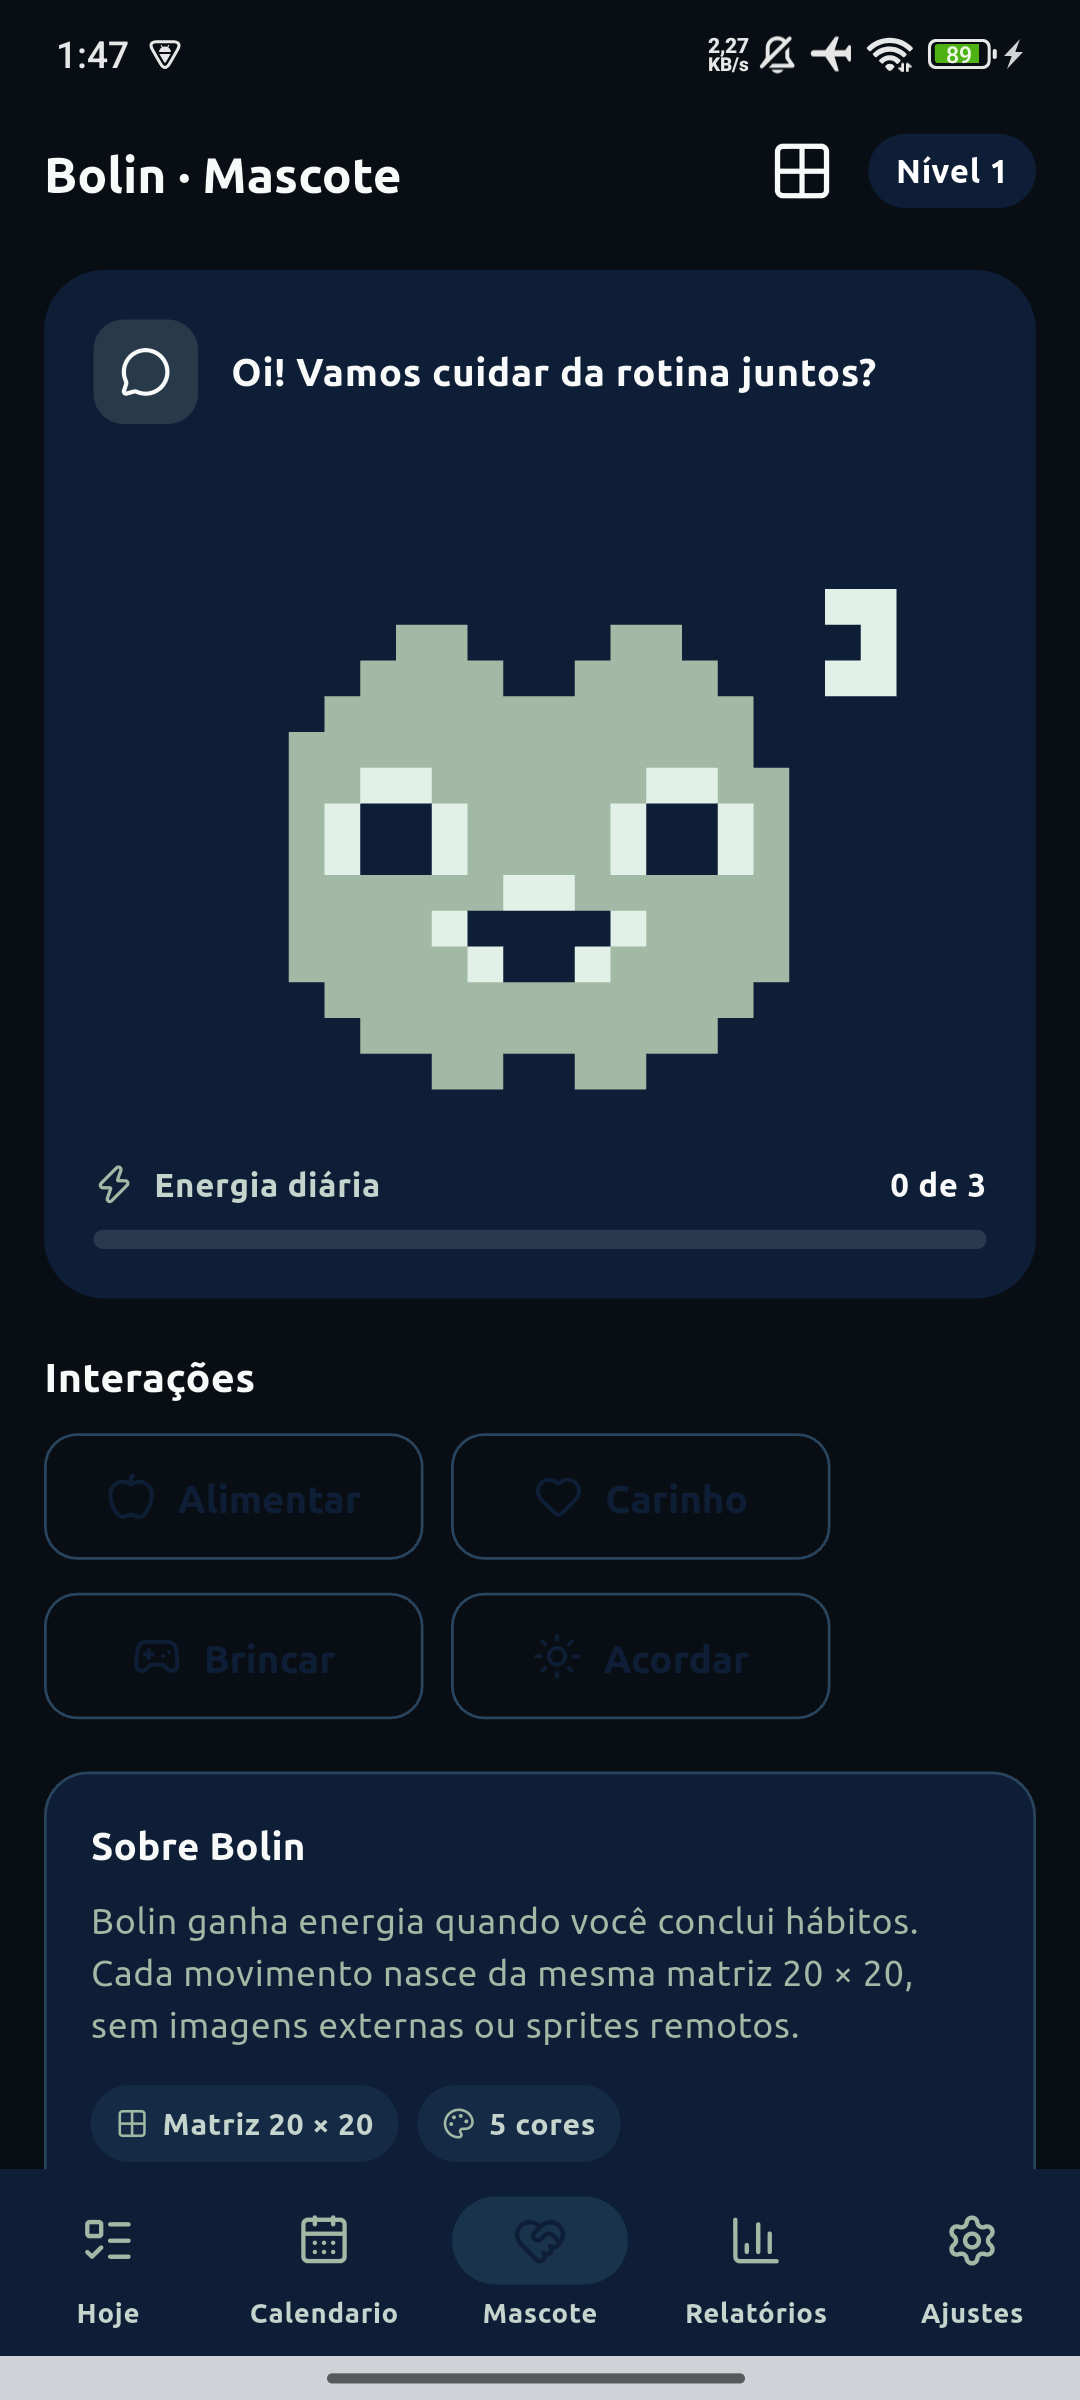 1:47
2,27
KB/s
89
Bolin · Mascote
Nível 1
Oi! Vamos cuidar da rotina juntos?
Energia diária
0 de 3
Interações
Alimentar
Carinho
Brincar
Acordar
Sobre Bolin
Bolin ganha energia quando você conclui hábitos.
Cada movimento nasce da mesma matriz 20 × 20,
sem imagens externas ou sprites remotos.
Matriz 20 × 20
5 cores
Hoje
Calendario
Mascote
Relatórios
Ajustes